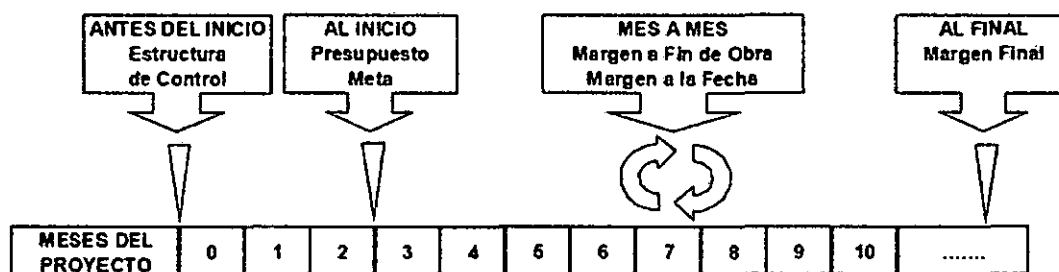 ANTES DEL INICIO
Estructura
de Control
AL INICIO
Presupuesto
Meta
MES A MES
Margen a Fin de Obra
Margen a la Fecha
AL FINAL
Margen Final
MESES DEL
PROYECTO
0 1 2 3 4 5 6 7 8 9 10 .......